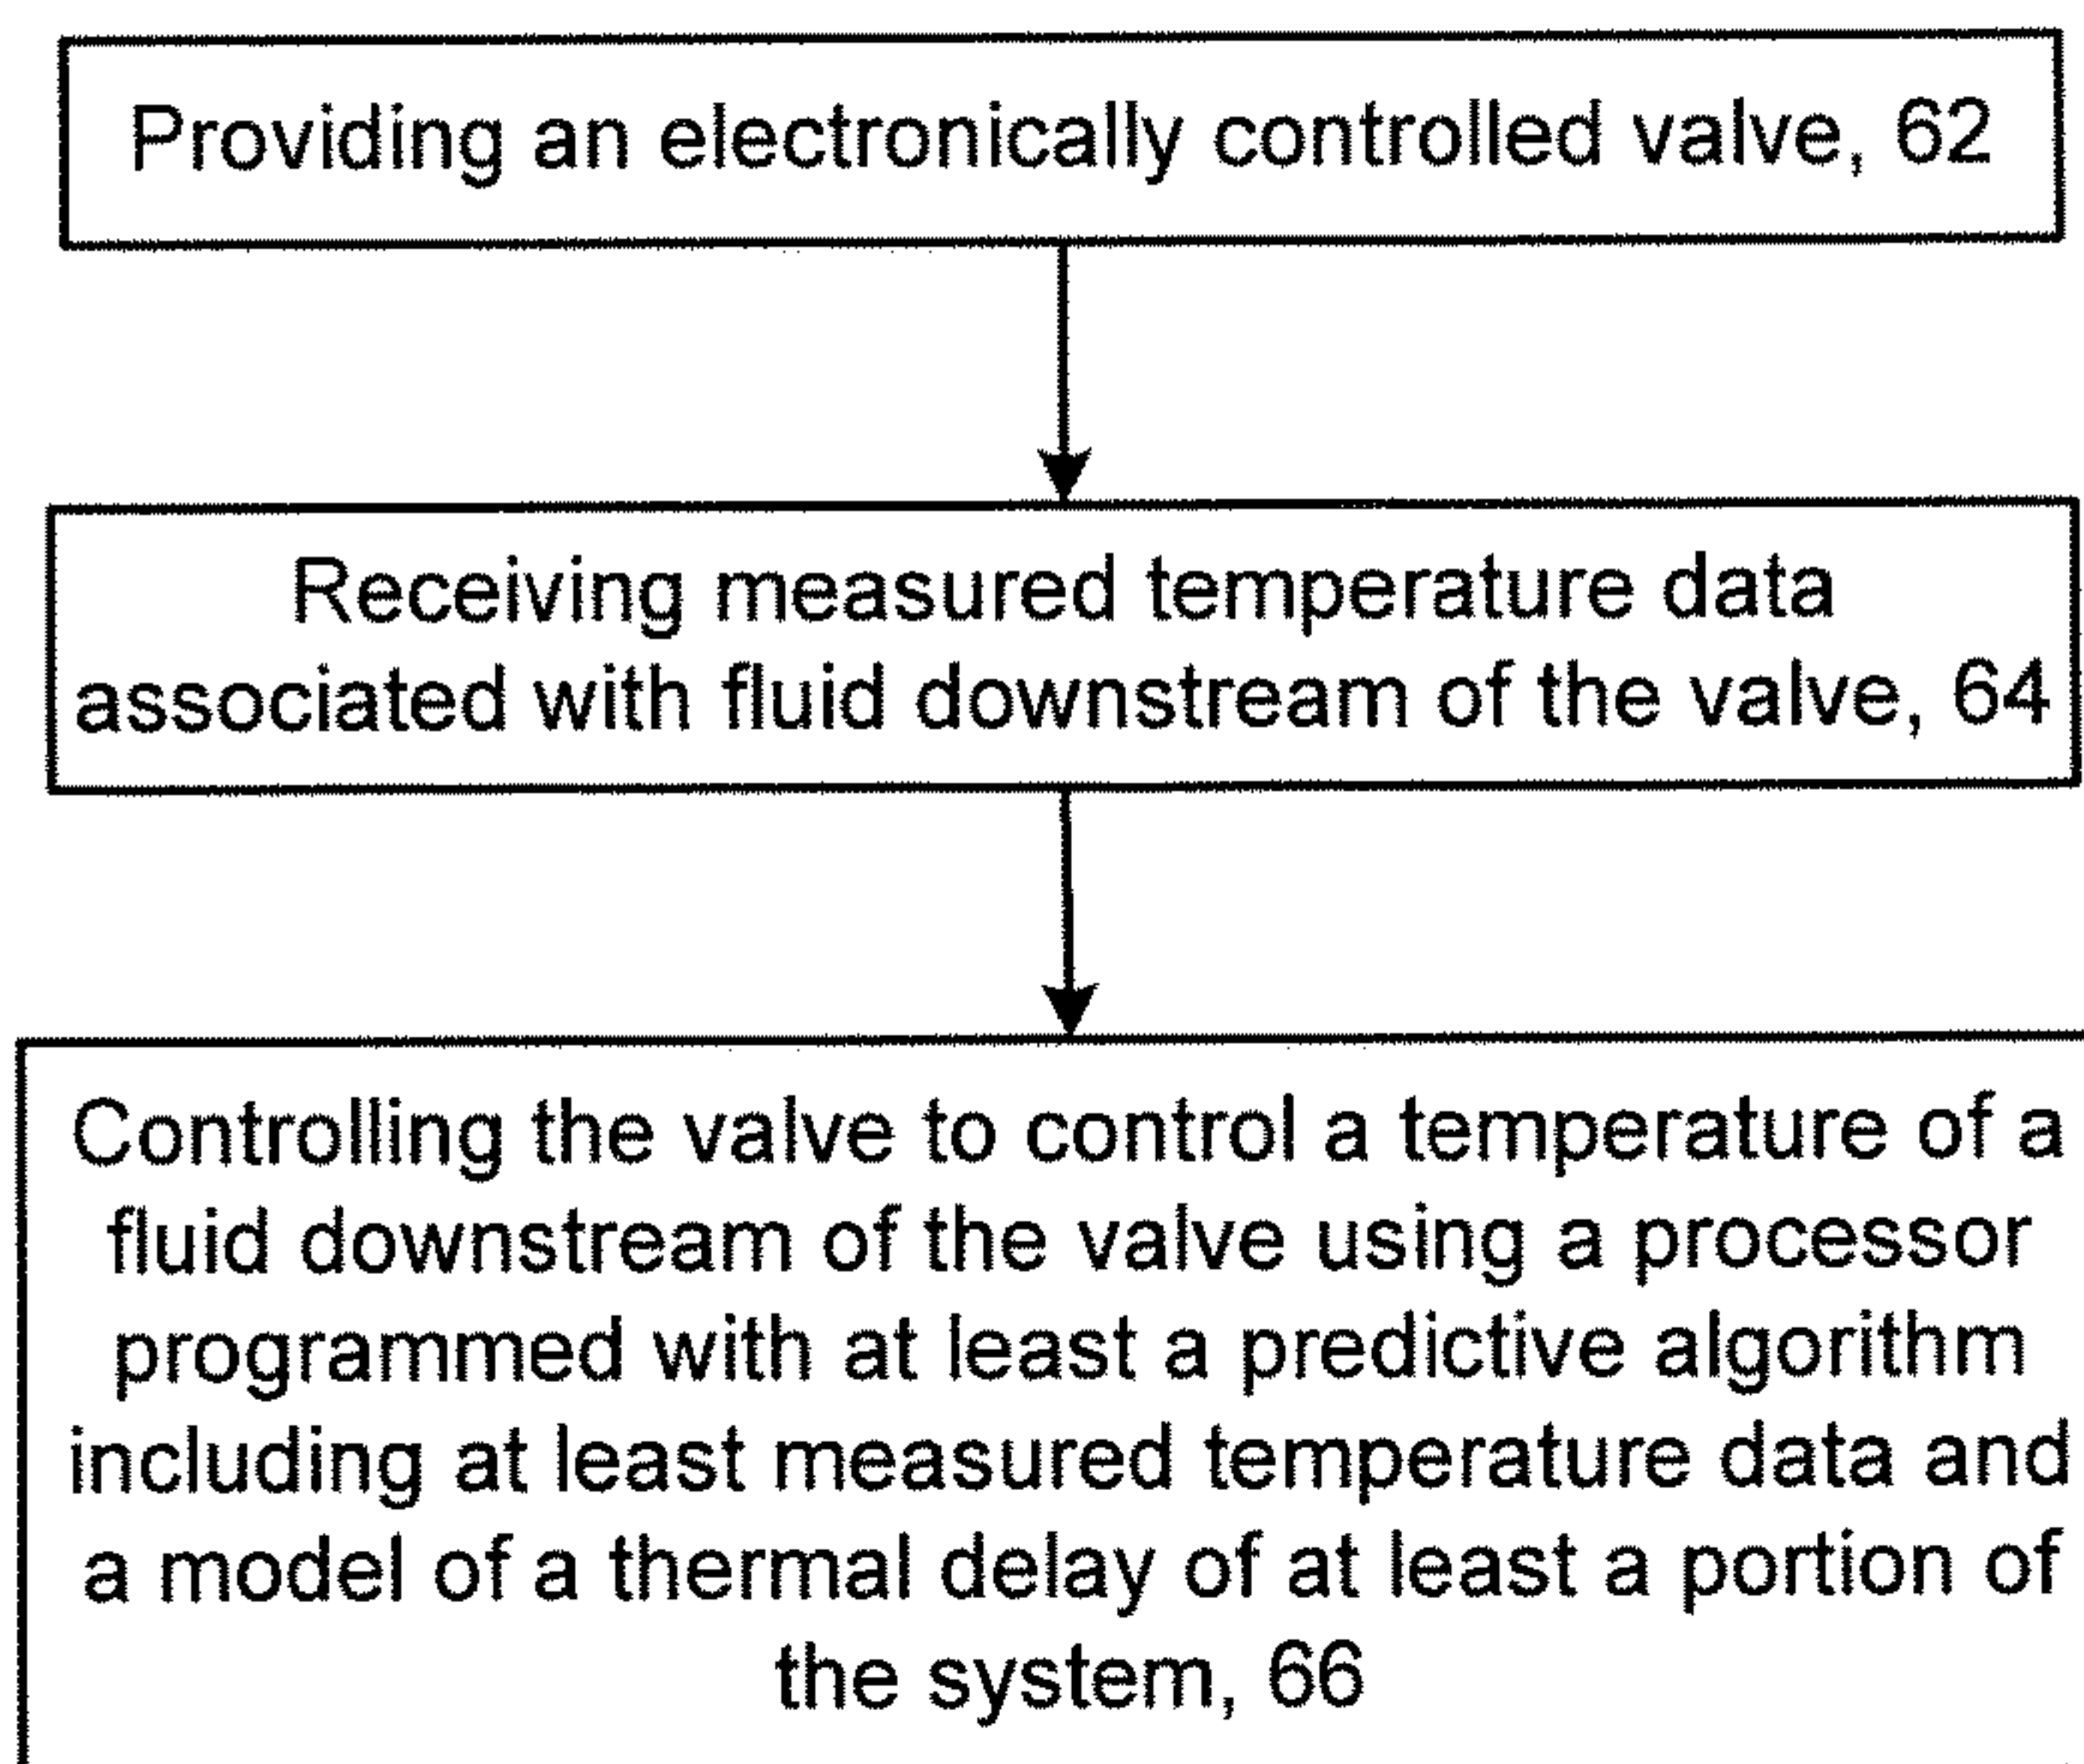 Providing an electronically controlled valve, 62
Receiving measured temperature data
associated with fluid downstream of the valve, 64
Controlling the valve to control a temperature of a
fluid downstream of the valve using a processor
programmed with at least a predictive algorithm
including at least measured temperature data and
a model of a thermal delay of at least a portion of
the system, 66